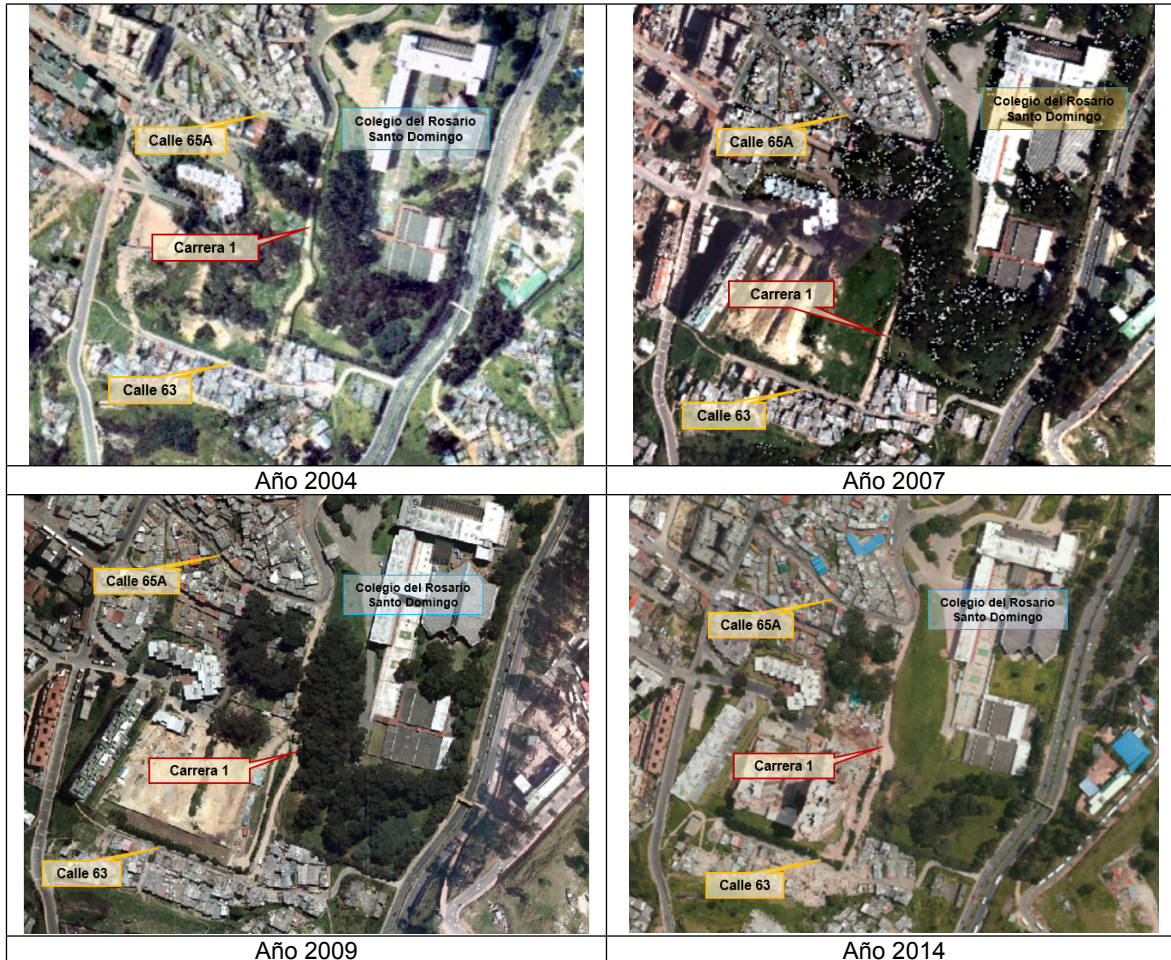 Colegio del Rosario
Santo Domingo
Calle 65A
Carrera 1
Calle 63
Año 2004
Colegio del Rosario
Santo Domingo
Calle 65A
Carrera 1
Calle 63
Año 2007
Calle 65A
Colegio del Rosario
Santo Domingo
Carrera 1
Calle 63
Año 2009
Colegio del Rosario
Santo Domingo
Calle 65A
Carrera 1
Calle 63
Año 2014